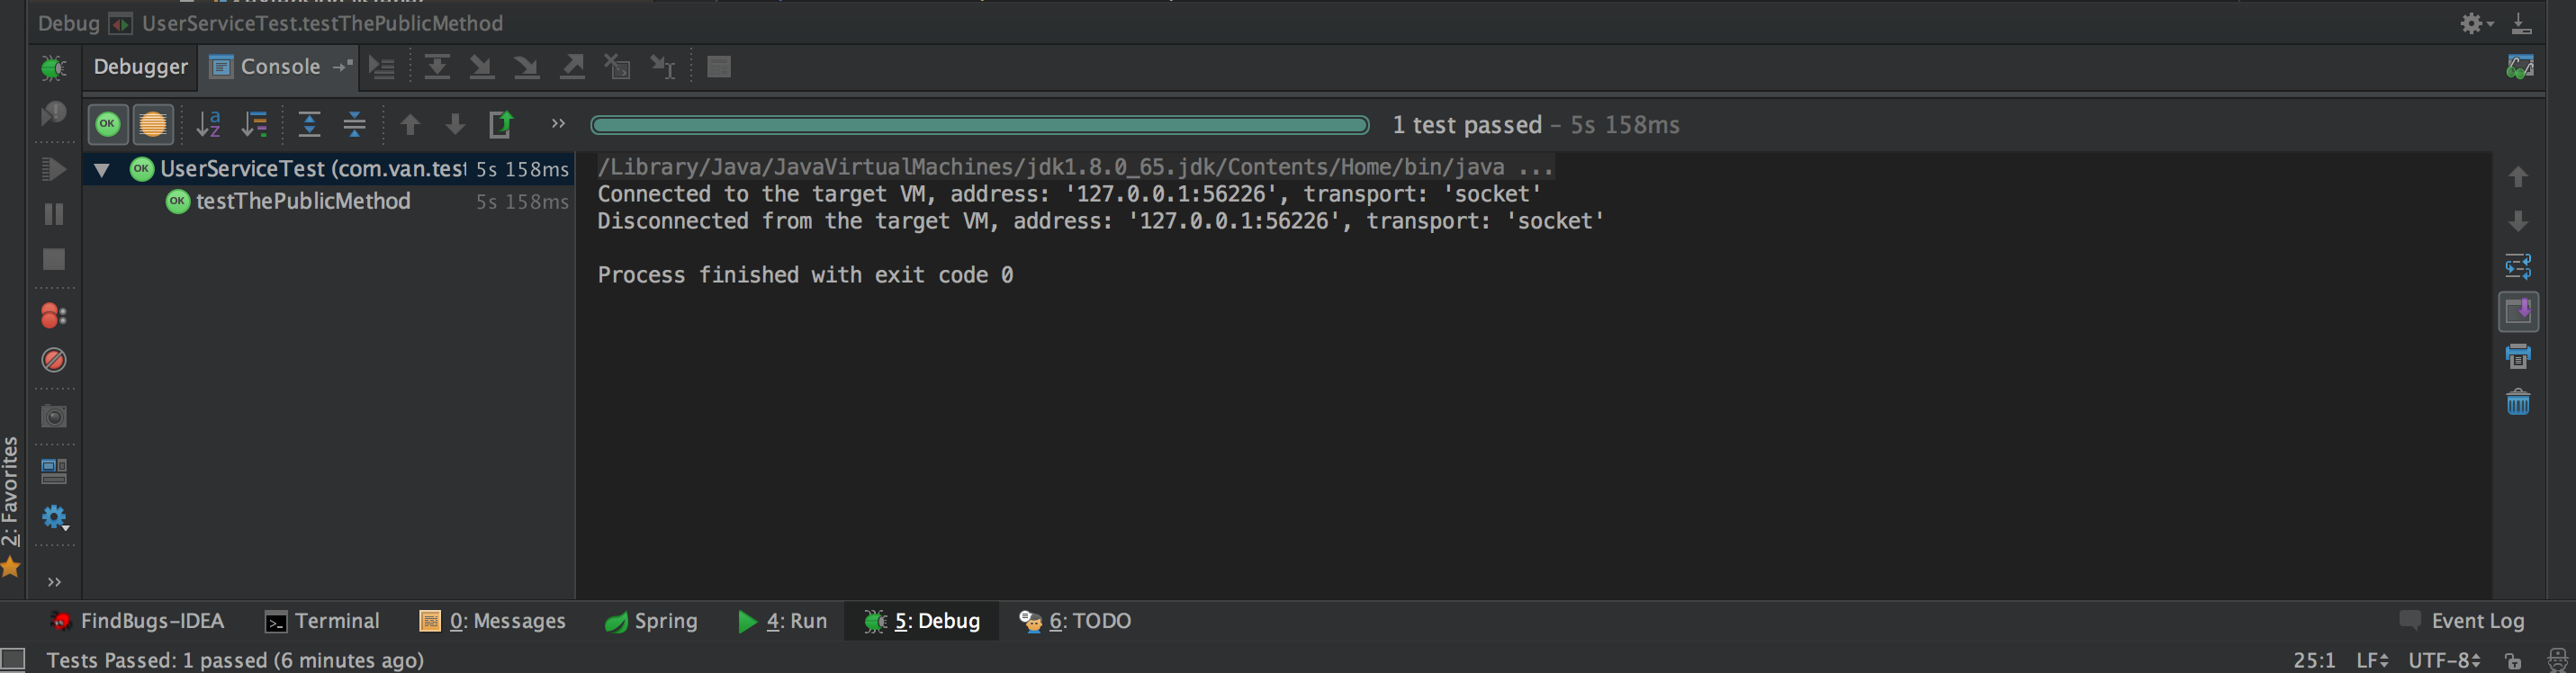 Debug UserServiceTest.testThePublicMethod
Debugger Console
1 test passed – 5s 158ms
UserServiceTest (com.van.test 5s 158ms
testThePublicMethod 5s 158ms
/Library/Java/JavaVirtualMachines/jdk1.8.0_65.jdk/Contents/Home/bin/java ...
Connected to the target VM, address: '127.0.0.1:56226', transport: 'socket'
Disconnected from the target VM, address: '127.0.0.1:56226', transport: 'socket'
Process finished with exit code 0
2: Favorites
FindBugs-IDEA Terminal 0: Messages Spring 4: Run 5: Debug 6: TODO Event Log
Tests Passed: 1 passed (6 minutes ago) 25:1 LF UTF-8